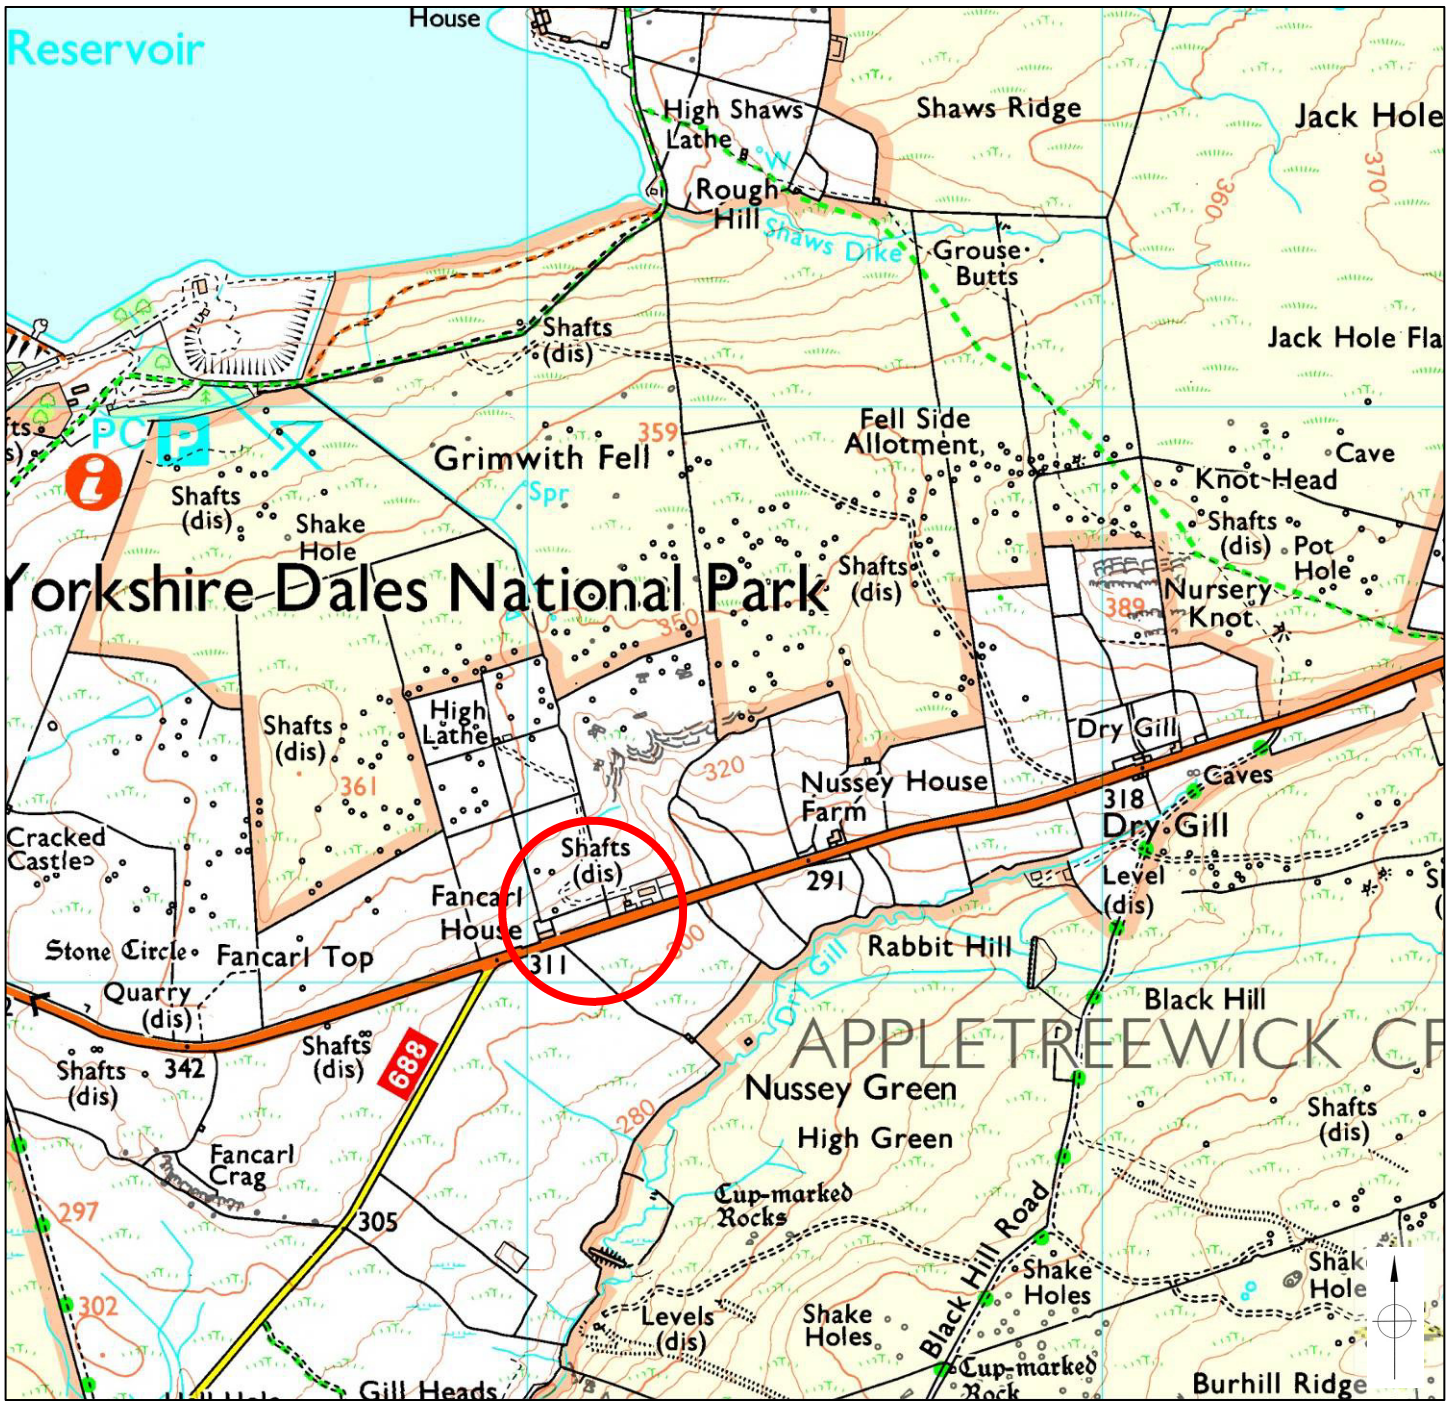 House
Reservoir
High Shaws
Lathe
W
Shaws Ridge
Jack Hole
370
360
Rough
Hill
Shaws Dike
Grouse
Butts
Shafts
(dis)
Jack Hole Fla
PC
P
i
359
Fell Side
Allotment
Cave
Grimwith Fell
Spr
Knot Head
Shafts
(dis)
Shake
Hole
Shafts
(dis)
Pot
Hole
Shafts
(dis)
Yorkshire Dales National Park
350
389
Nursery
Knot
High
Lathe
Shafts
(dis)
361
320
Nussey House
Farm
Dry Gill
Caves
318
Dry Gill
Cracked
Castle
Shafts
(dis)
291
Level
(dis)
Fancarl
House
300
311
Stone Circle
Fancarl Top
Rabbit Hill
Dry Gill
Quarry
(dis)
Black Hill
342
Shafts
(dis)
Shafts
(dis)
688
APPLETREEWICK CP
Nussey Green
280
High Green
Shafts
(dis)
Fancarl
Crag
297
305
Cup-marked
Rocks
Black Hill Road
302
Levels
(dis)
Shake
Holes
Shake
Holes
Shak
Hole
Cup-marked
Rock
Gill Heads
Burhill Ridge